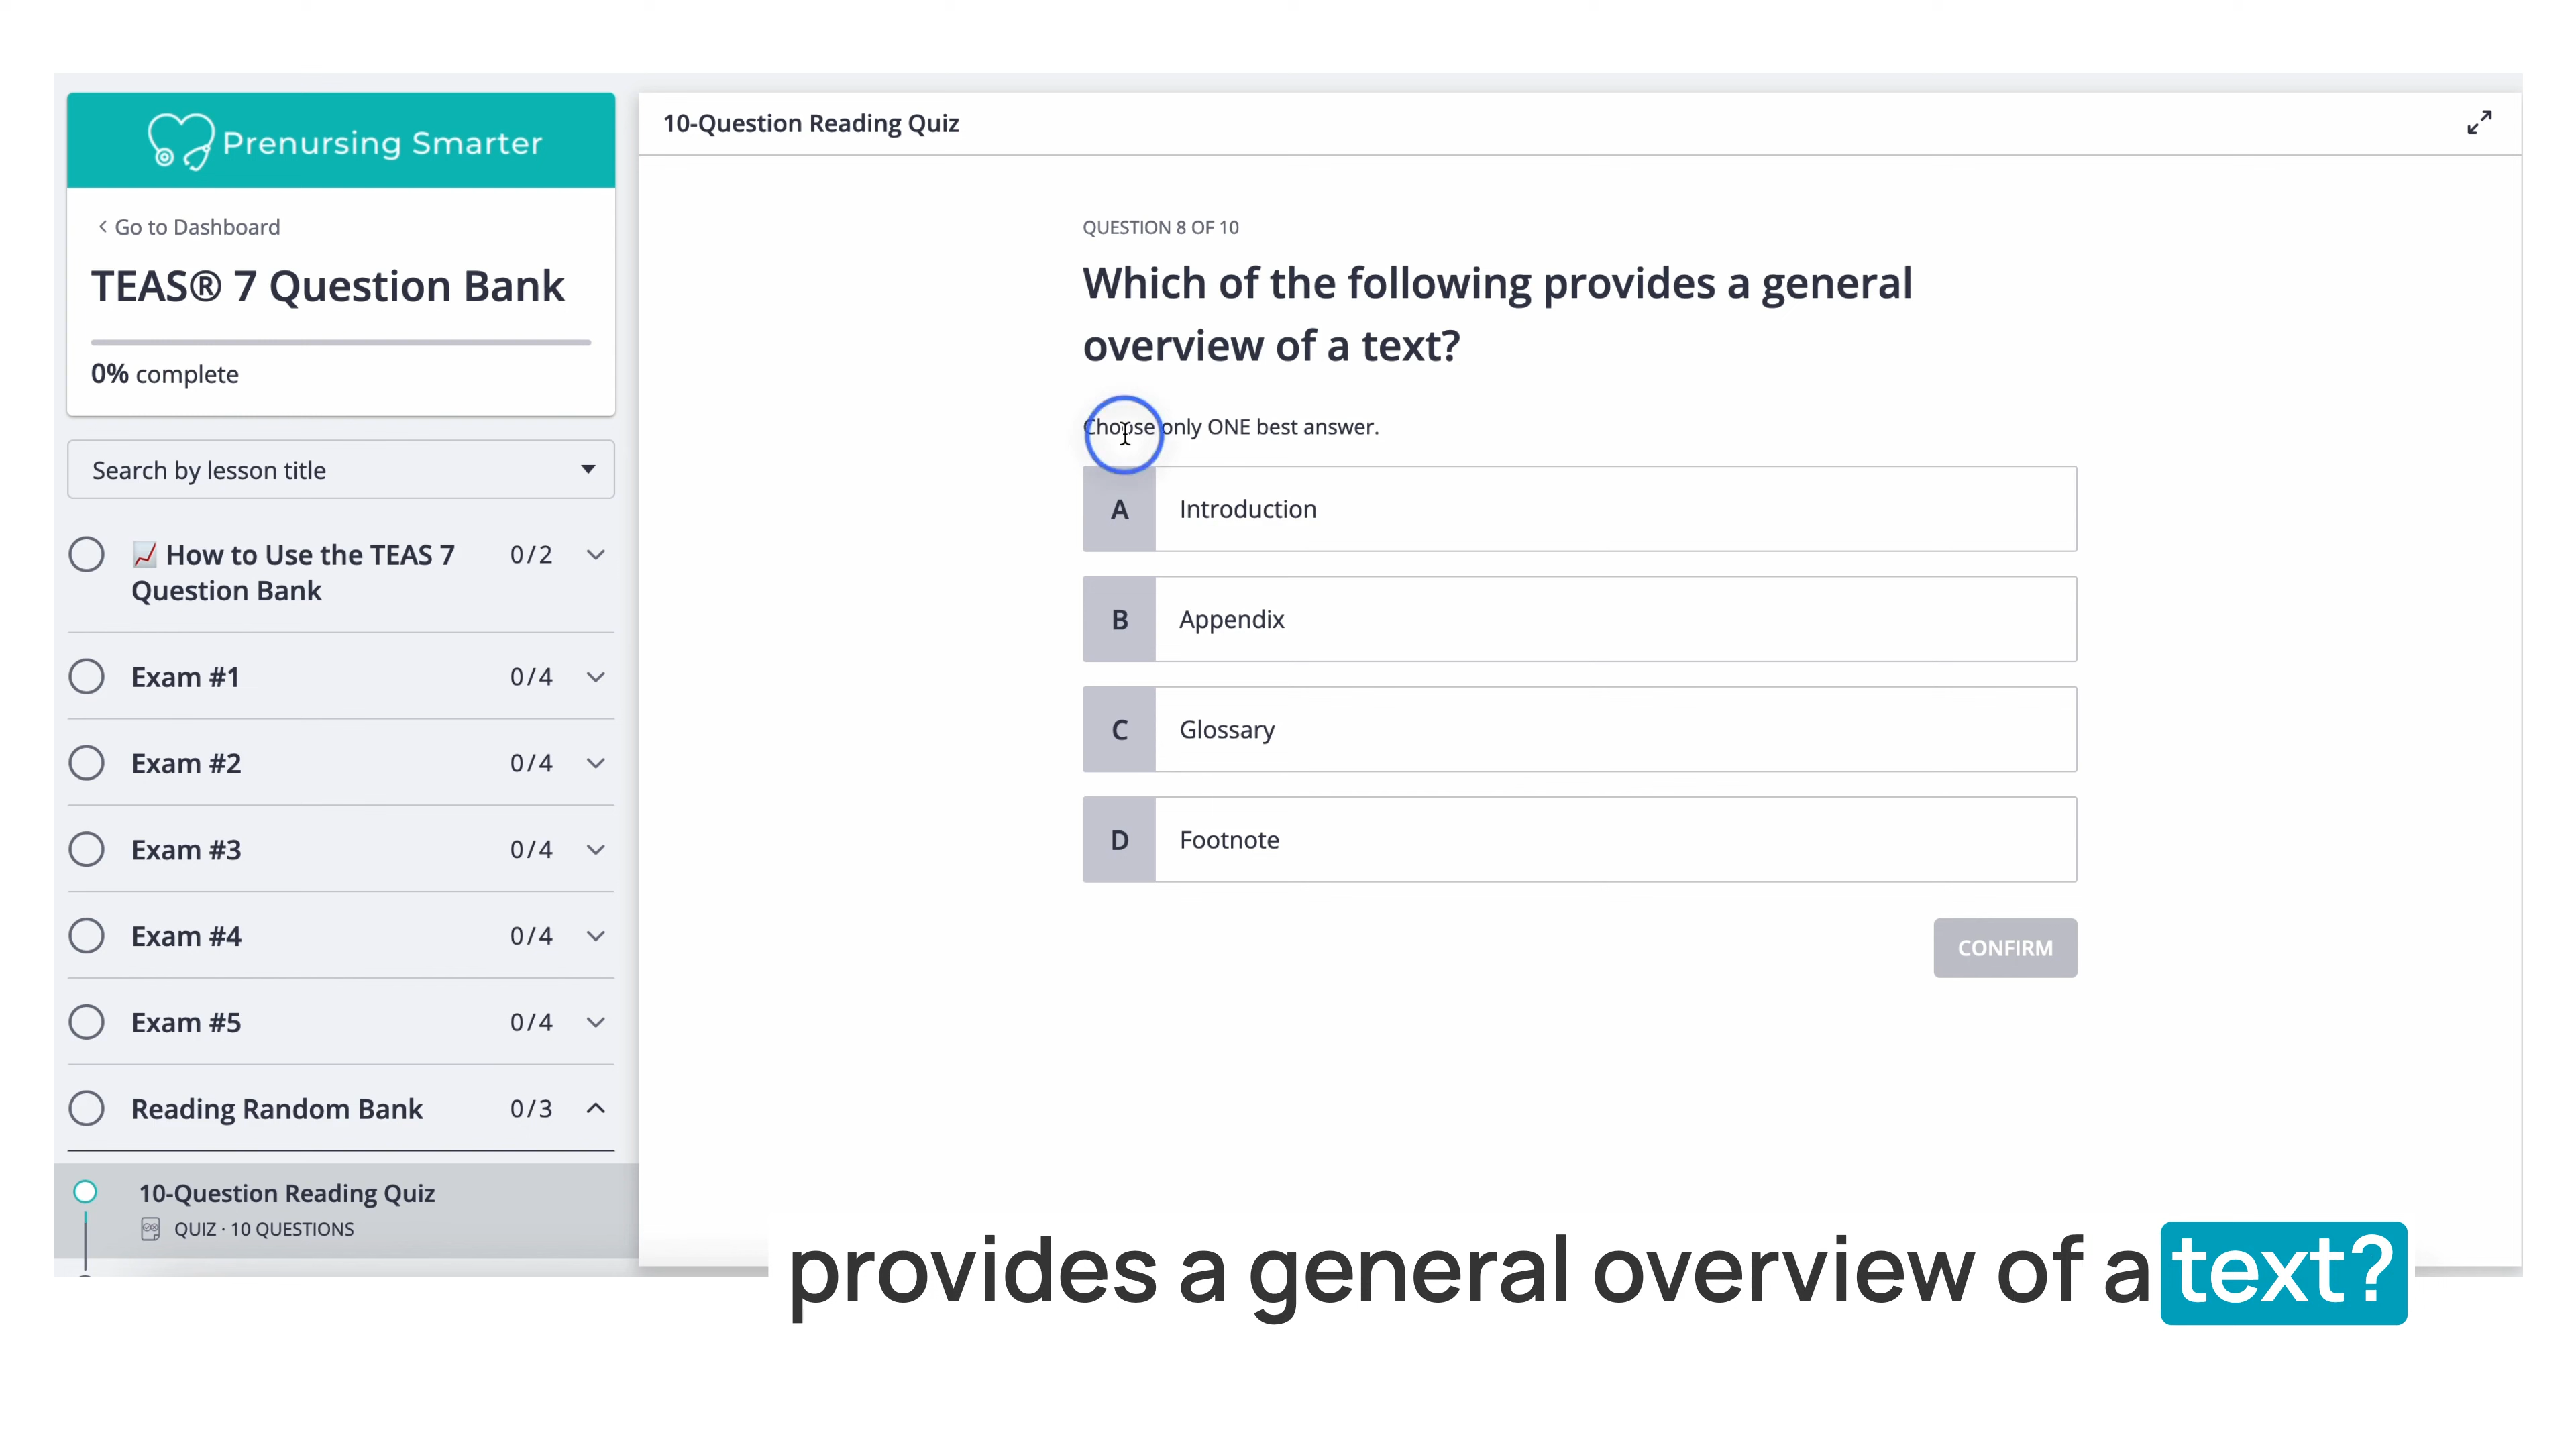 Prenursing Smarter
Go to Dashboard
TEAS® 7 Question Bank
0% complete
Search by lesson title
How to Use the TEAS 7 0/2
Question Bank
Exam #1 0/4
Exam #2 0/4
Exam #3 0/4
Exam #4 0/4
Exam #5 0/4
Reading Random Bank 0/3
10-Question Reading Quiz
QUIZ · 10 QUESTIONS
10-Question Reading Quiz
QUESTION 8 OF 10
Which of the following provides a general
overview of a text?
Choose only ONE best answer.
A Introduction
B Appendix
C Glossary
D Footnote
CONFIRM
provides a general overview of a text?